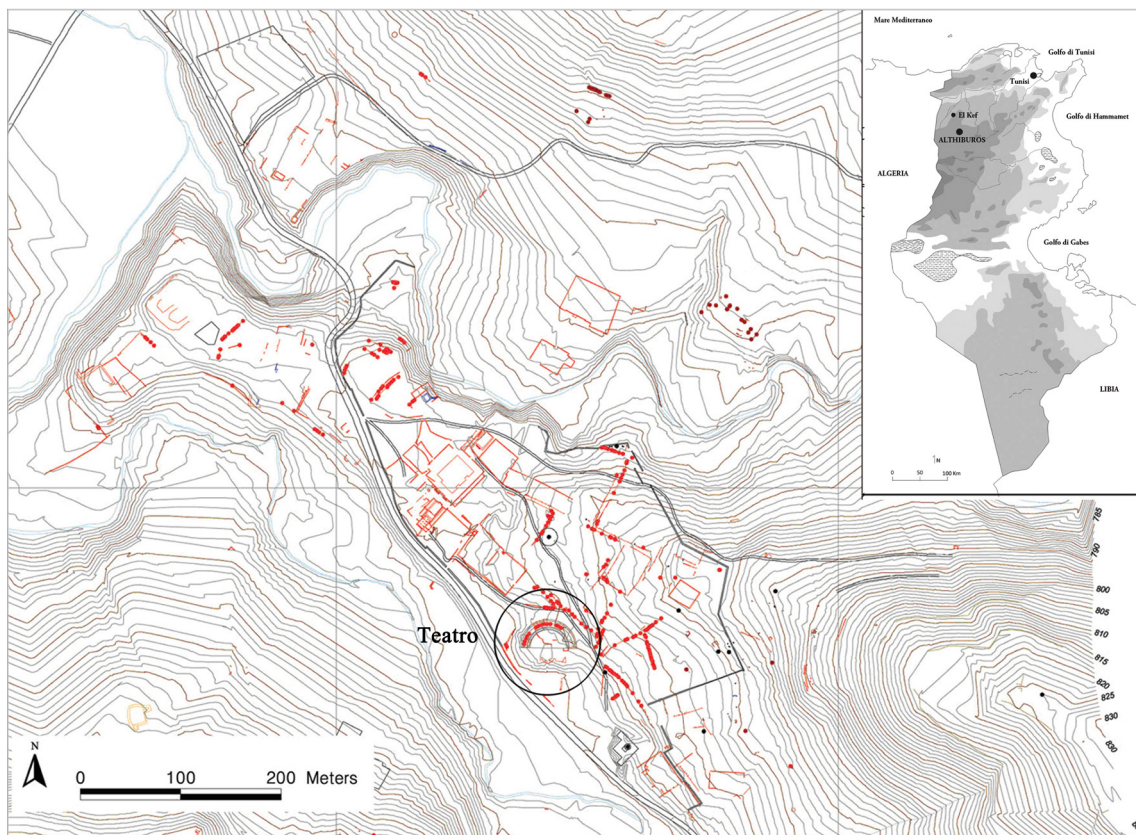 Mare Mediterraneo
Golfo di Tunisi
Tunisi
El Kef
Golfo di Hammamet
ALTHIBUROS
ALGERIA
Golfo di Gabes
LIBIA
N
0 50 100 Km
785
790
800
805
810
815
820
825
830
830
Teatro
N
0 100 200 Meters